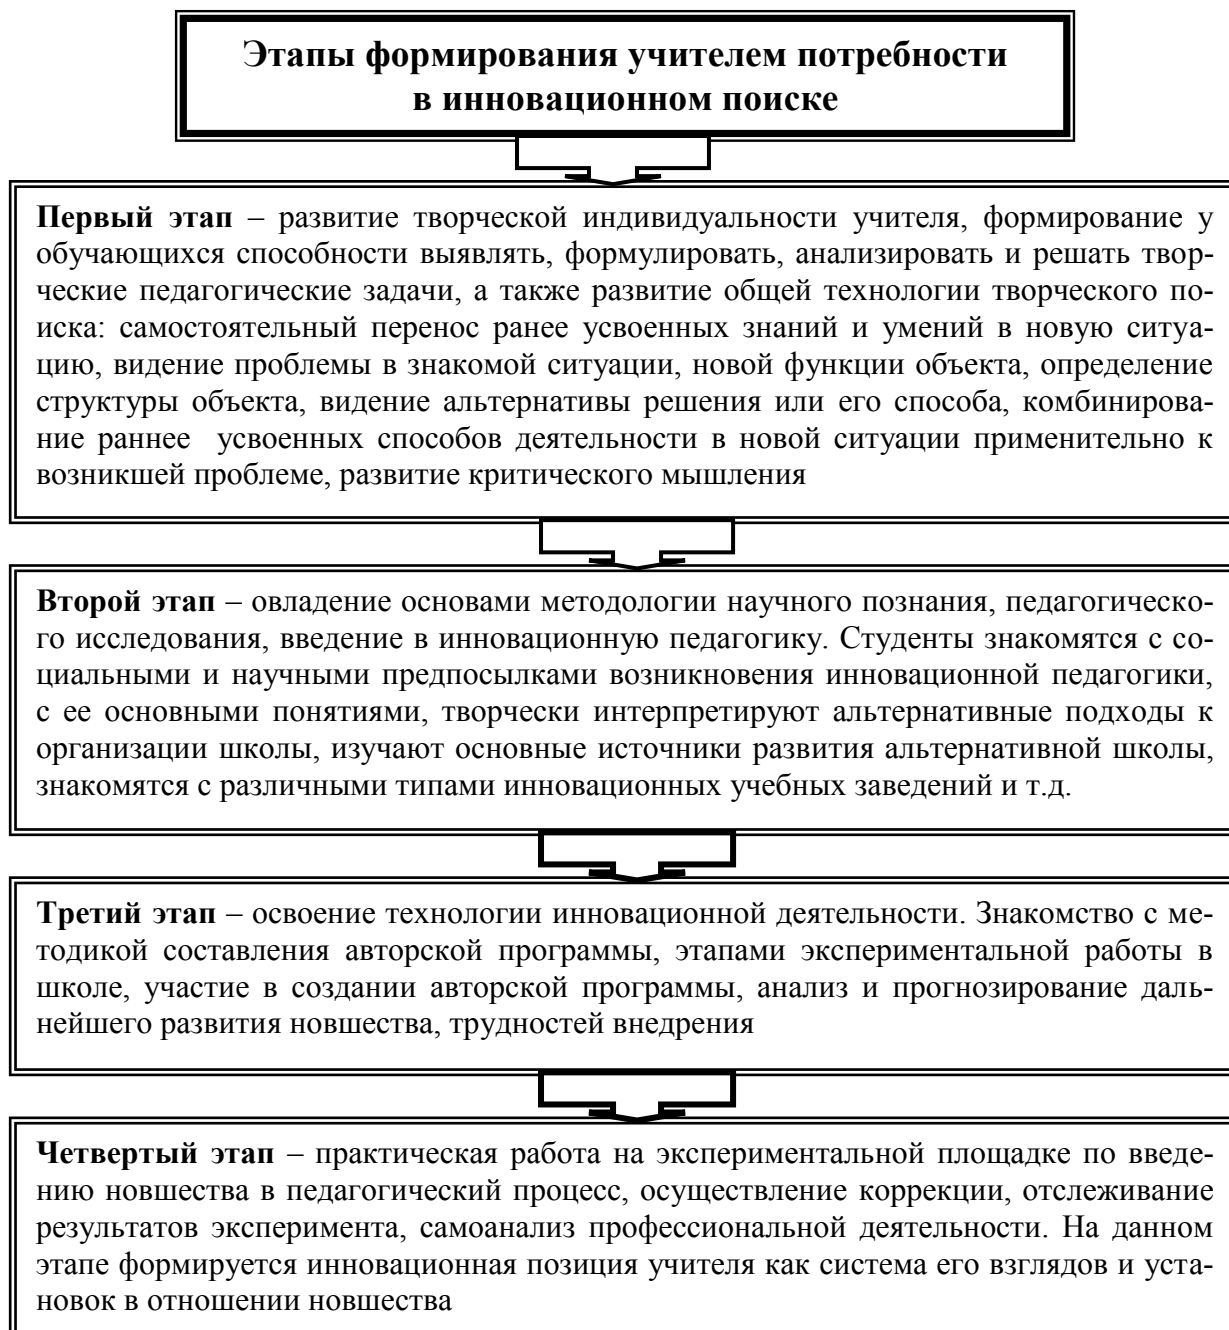 Этапы формирования учителем потребности
в инновационном поиске
Первый этап – развитие творческой индивидуальности учителя, формирование у
обучающихся способности выявлять, формулировать, анализировать и решать твор-
ческие педагогические задачи, а также развитие общей технологии творческого по-
иска: самостоятельный перенос ранее усвоенных знаний и умений в новую ситуа-
цию, видение проблемы в знакомой ситуации, новой функции объекта, определение
структуры объекта, видение альтернативы решения или его способа, комбинирова-
ние раннее усвоенных способов деятельности в новой ситуации применительно к
возникшей проблеме, развитие критического мышления
Второй этап – овладение основами методологии научного познания, педагогическо-
го исследования, введение в инновационную педагогику. Студенты знакомятся с со-
циальными и научными предпосылками возникновения инновационной педагогики,
с ее основными понятиями, творчески интерпретируют альтернативные подходы к
организации школы, изучают основные источники развития альтернативной школы,
знакомятся с различными типами инновационных учебных заведений и т.д.
Третий этап – освоение технологии инновационной деятельности. Знакомство с ме-
тодикой составления авторской программы, этапами экспериментальной работы в
школе, участие в создании авторской программы, анализ и прогнозирование даль-
нейшего развития новшества, трудностей внедрения
Четвертый этап – практическая работа на экспериментальной площадке по введе-
нию новшества в педагогический процесс, осуществление коррекции, отслеживание
результатов эксперимента, самоанализ профессиональной деятельности. На данном
этапе формируется инновационная позиция учителя как система его взглядов и уста-
новок в отношении новшества